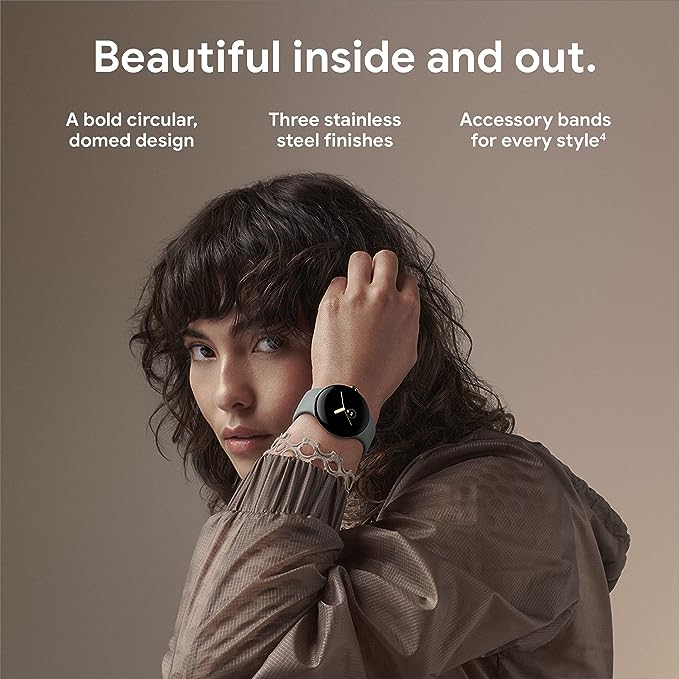 Beautiful inside and out.
A bold circular,
domed design
Three stainless
steel finishes
Accessory bands
for every style⁴